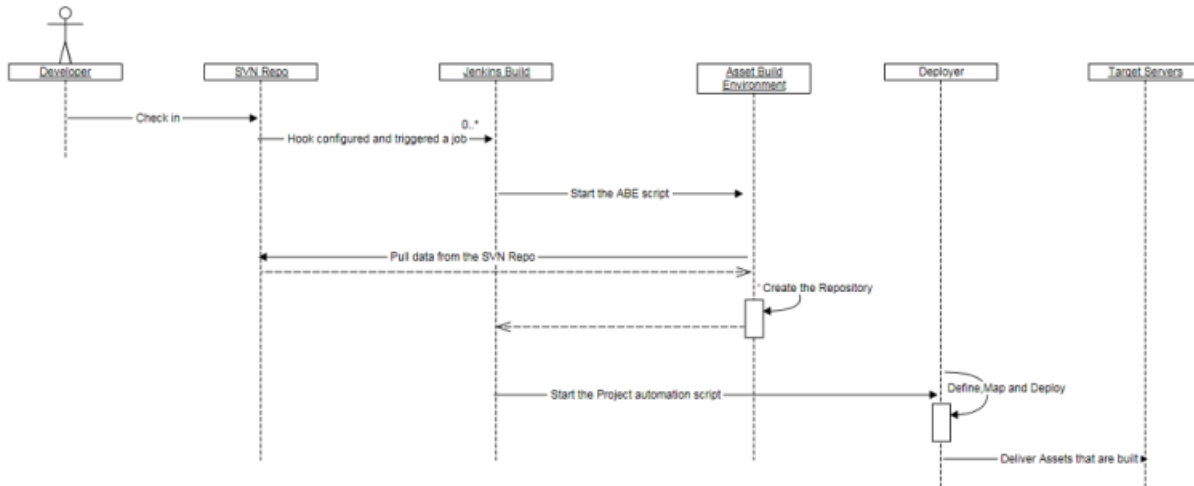 Developer
SVN Repo
Jenkins Build
Asset Build
Environment
Deployer
Target Servers
Check in
0..*
Hook configured and triggered a job
Start the ABE script
Pull data from the SVN Repo
Create the Repository
Define,Map and Deploy
Start the Project automation script
Deliver Assets that are built